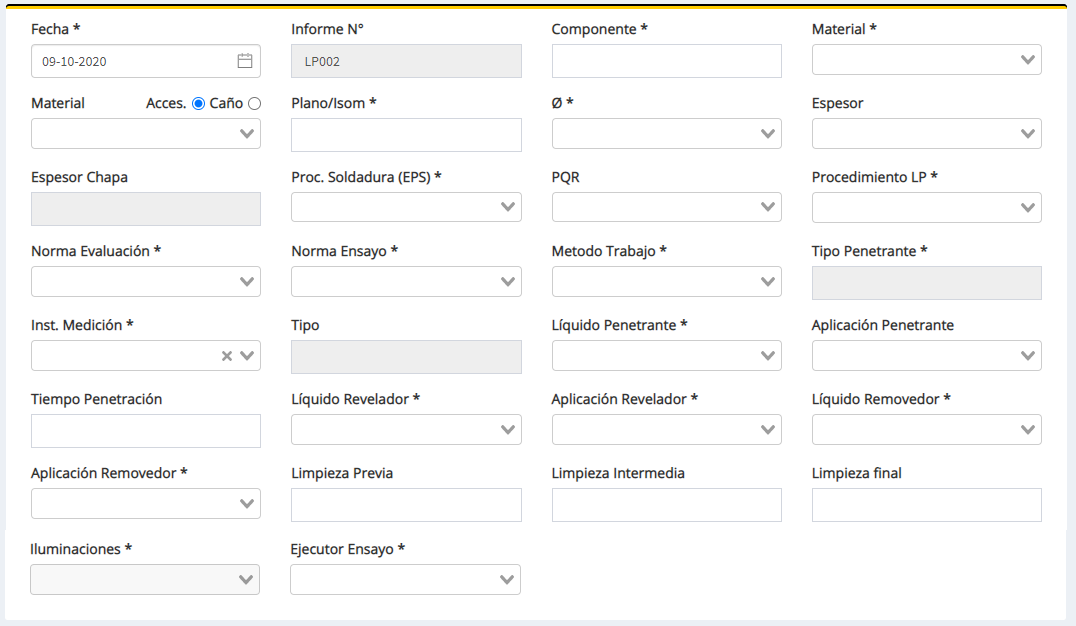 Fecha * Informe N° Componente * Material *
09-10-2020 LP002
Material Acces. Caño Plano/Isom * Ø * Espesor
Espesor Chapa Proc. Soldadura (EPS) * PQR Procedimiento LP *
Norma Evaluación * Norma Ensayo * Metodo Trabajo * Tipo Penetrante *
Inst. Medición * Tipo Líquido Penetrante * Aplicación Penetrante
Tiempo Penetración Líquido Revelador * Aplicación Revelador * Líquido Removedor *
Aplicación Removedor * Limpieza Previa Limpieza Intermedia Limpieza final
Iluminaciones * Ejecutor Ensayo *